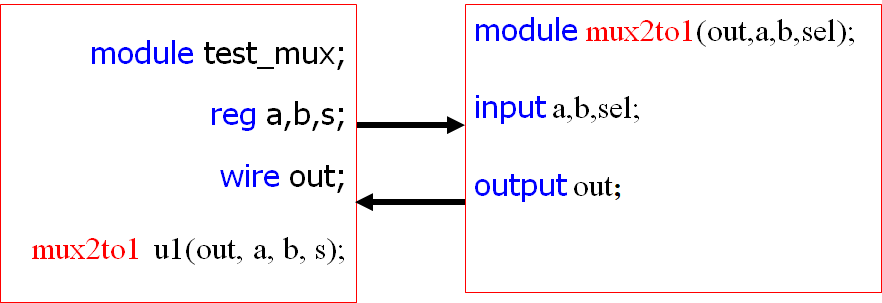 module test_mux;
reg a,b,s;
wire out;
mux2to1 u1(out, a, b, s);
module mux2to1(out,a,b,sel);
input a,b,sel;
output out;